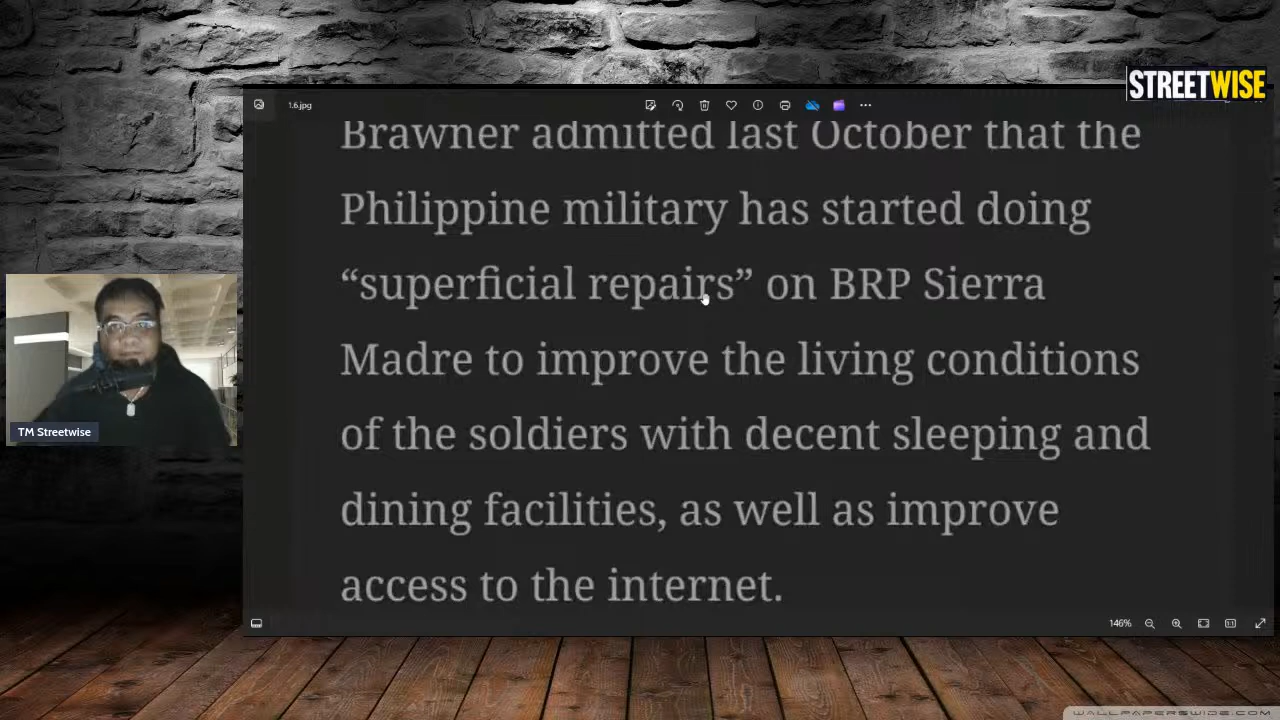 STREETWISE
1.6.jpg
Brawner admitted last October that the
Philippine military has started doing
“superficial repairs” on BRP Sierra
Madre to improve the living conditions
of the soldiers with decent sleeping and
dining facilities, as well as improve
access to the internet.
TM Streetwise
146%
WALLPAPERSWIDE.COM